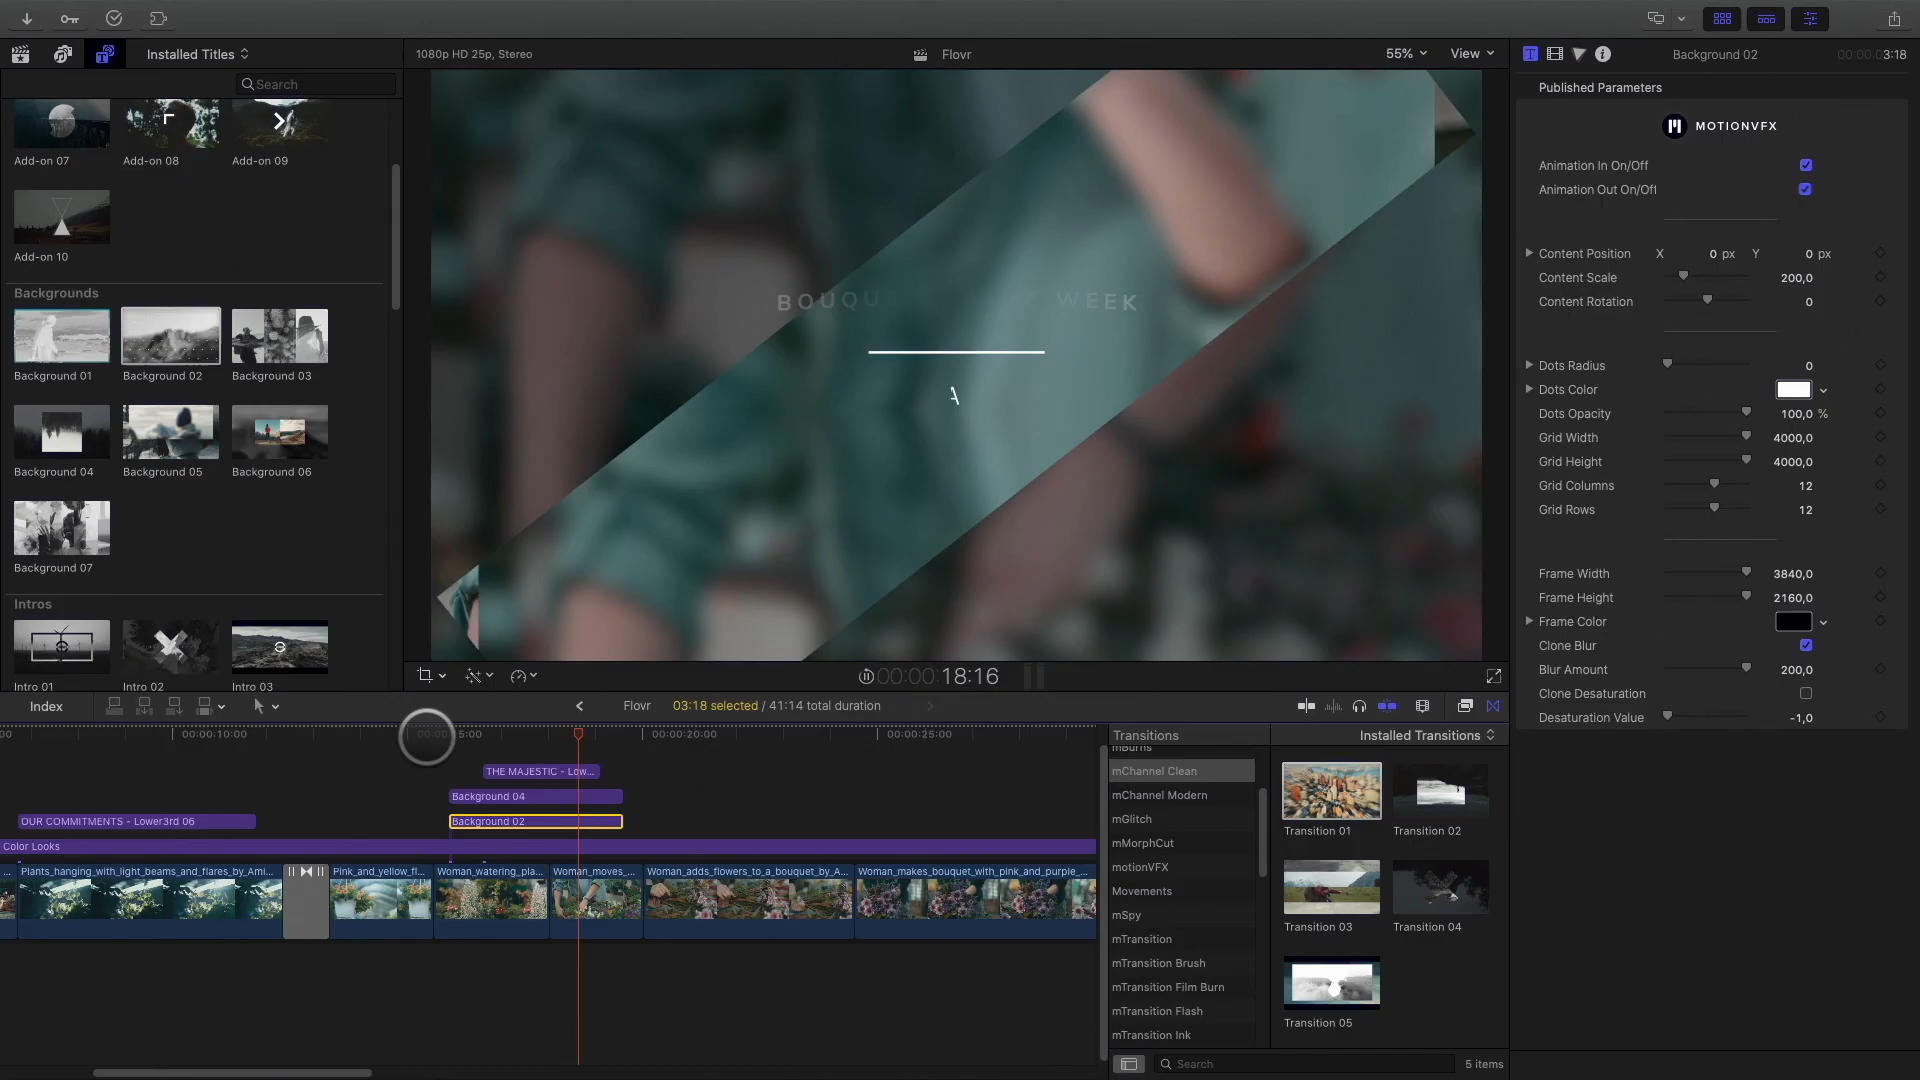 Installed Titles
1080p HD 25p, Stereo
Flovr
55%
View
Background 02
3:18
Search
Published Parameters
MOTIONVFX
Add-on 07
Add-on 08
Add-on 09
Add-on 10
Animation In On/Off
Animation Out On/Off
Content Position X 0 px Y 0 px
Content Scale 200,0
Content Rotation 0
Backgrounds
Background 01
Background 02
Background 03
Background 04
Background 05
Background 06
Background 07
Dots Radius 0
Dots Color
Dots Opacity 100,0 %
Grid Width 4000,0
Grid Height 4000,0
Grid Columns 12
Grid Rows 12
Frame Width 3840,0
Frame Height 2160,0
Frame Color
Clone Blur
Blur Amount 200,0
Clone Desaturation
Desaturation Value -1,0
WEEK
A
Intros
Intro 01
Intro 02
Intro 03
00:00:00:18:16
Index
Flovr
03:18 selected / 41:14 total duration
00:00:10:00
00:00:20:00
00:00:25:00
THE MAJESTIC - Low...
Background 04
OUR COMMITMENTS - Lower3rd 06
Background 02
Color Looks
Plants_hanging_with_light_beams_and_flares_by_Ami...
Pink_and_yellow_fl...
Woman_watering_pla...
Woman_moves_...
Woman_adds_flowers_to_a_bouquet_by_A...
Woman_makes_bouquet_with_pink_and_purple_...
Transitions
Installed Transitions
mBurns
mChannel Clean
mChannel Modern
mGlitch
mMorphCut
motionVFX
Movements
mSpy
mTransition
mTransition Brush
mTransition Film Burn
mTransition Flash
mTransition Ink
Transition 01
Transition 02
Transition 03
Transition 04
Transition 05
Search
5 items